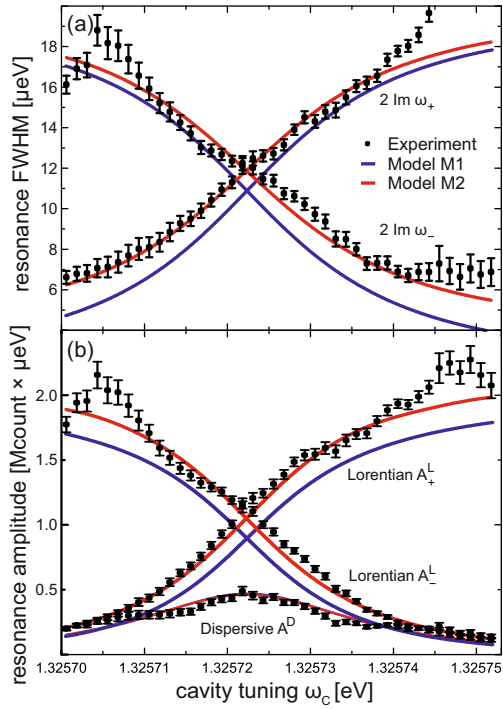 (a)
18
16
14
12
10
8
6
resonance FWHM [µeV]
2 Im ω₊
Experiment
Model M1
Model M2
2 Im ω₋
(b)
2.0
1.5
1.0
0.5
resonance amplitude [Mcount × µeV]
Lorentian A₊ᴸ
Lorentian A₋ᴸ
Dispersive Aᴰ
1.32570 1.32571 1.32572 1.32573 1.32574 1.32575
cavity tuning ω_C [eV]